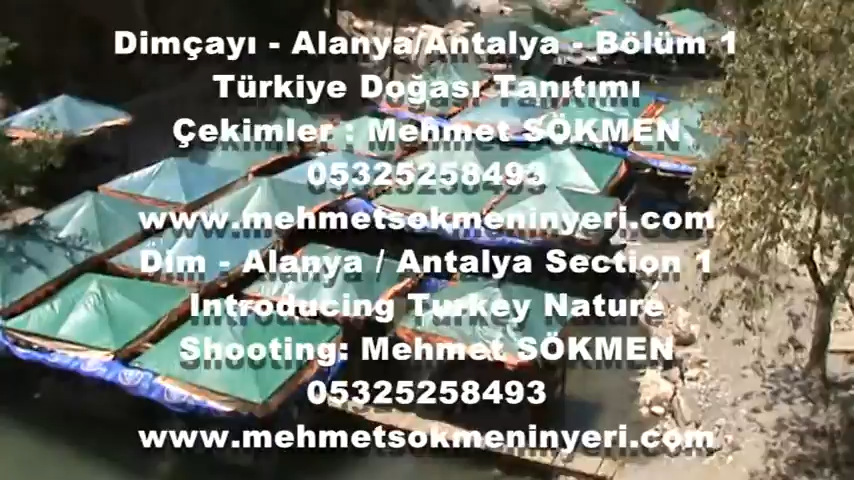 Dimçayı - Alanya/Antalya - Bölüm 1
Türkiye Doğası Tanıtımı
Çekimler : Mehmet SÖKMEN
05325258493
www.mehmetsokmeninyeri.com
Dim - Alanya / Antalya Section 1
Introducing Turkey Nature
Shooting: Mehmet SÖKMEN
05325258493
www.mehmetsokmeninyeri.com